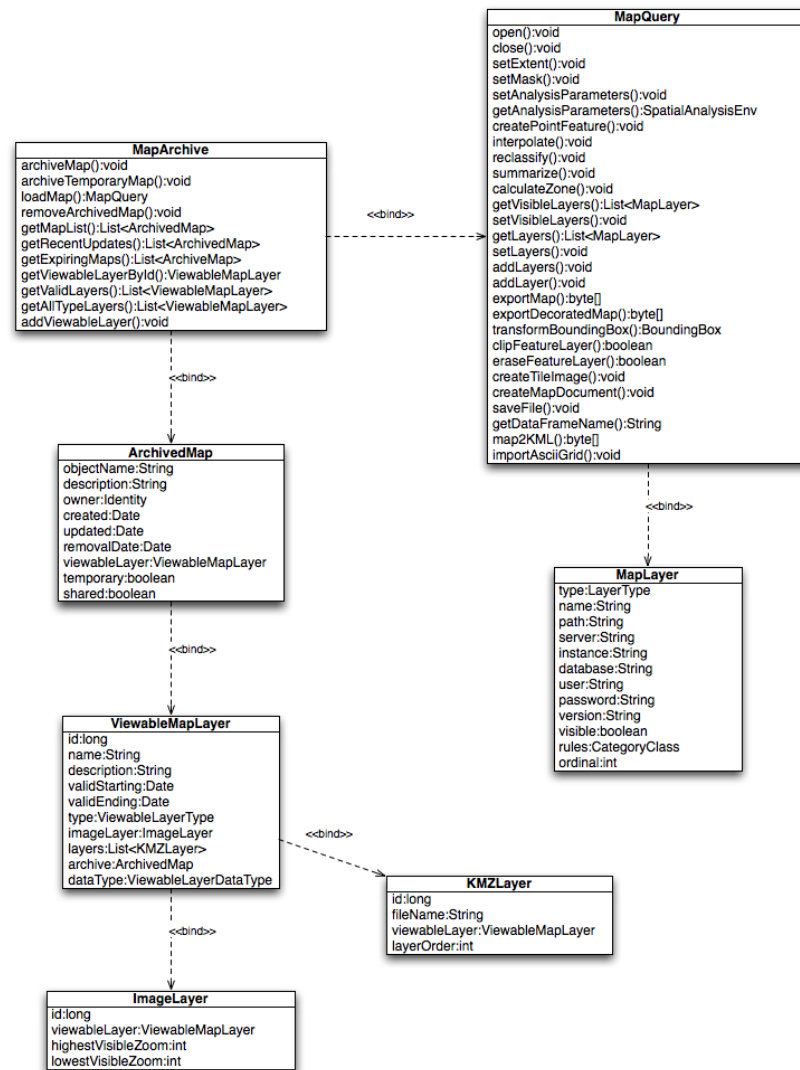 MapQuery
open():void
close():void
setExtent():void
setMask():void
setAnalysisParameters():void
getAnalysisParameters():SpatialAnalysisEnv
createPointFeature():void
interpolate():void
reclassify():void
summarize():void
calculateZone():void
getVisibleLayers():List<MapLayer>
setVisibleLayers():void
getLayers():List<MapLayer>
setLayers():void
addLayers():void
addLayer():void
exportMap():byte[]
exportDecoratedMap():byte[]
transformBoundingBox():BoundingBox
clipFeatureLayer():boolean
eraseFeatureLayer():boolean
createTileImage():void
createMapDocument():void
saveFile():void
getDataFrameName():String
map2KML():byte[]
importAsciiGrid():void
MapArchive
archiveMap():void
archiveTemporaryMap():void
loadMap():MapQuery
removeArchivedMap():void
getMapList():List<ArchivedMap>
getRecentUpdates():List<ArchivedMap>
getExpiringMaps():List<ArchiveMap>
getViewableLayerById():ViewableMapLayer
getValidLayers():List<ViewableMapLayer>
getAllTypeLayers():List<ViewableMapLayer>
addViewableLayer():void
<<bind>>
<<bind>>
ArchivedMap
objectName:String
description:String
owner:Identity
created:Date
updated:Date
removalDate:Date
viewableLayer:ViewableMapLayer
temporary:boolean
shared:boolean
<<bind>>
MapLayer
type:LayerType
name:String
path:String
server:String
instance:String
database:String
user:String
password:String
version:String
visible:boolean
rules:CategoryClass
ordinal:int
<<bind>>
ViewableMapLayer
id:long
name:String
description:String
validStarting:Date
validEnding:Date
type:ViewableLayerType
imageLayer:ImageLayer
layers:List<KMZLayer>
archive:ArchivedMap
dataType:ViewableLayerDataType
<<bind>>
KMZLayer
id:long
fileName:String
viewableLayer:ViewableMapLayer
layerOrder:int
<<bind>>
ImageLayer
id:long
viewableLayer:ViewableMapLayer
highestVisibleZoom:int
lowestVisibleZoom:int